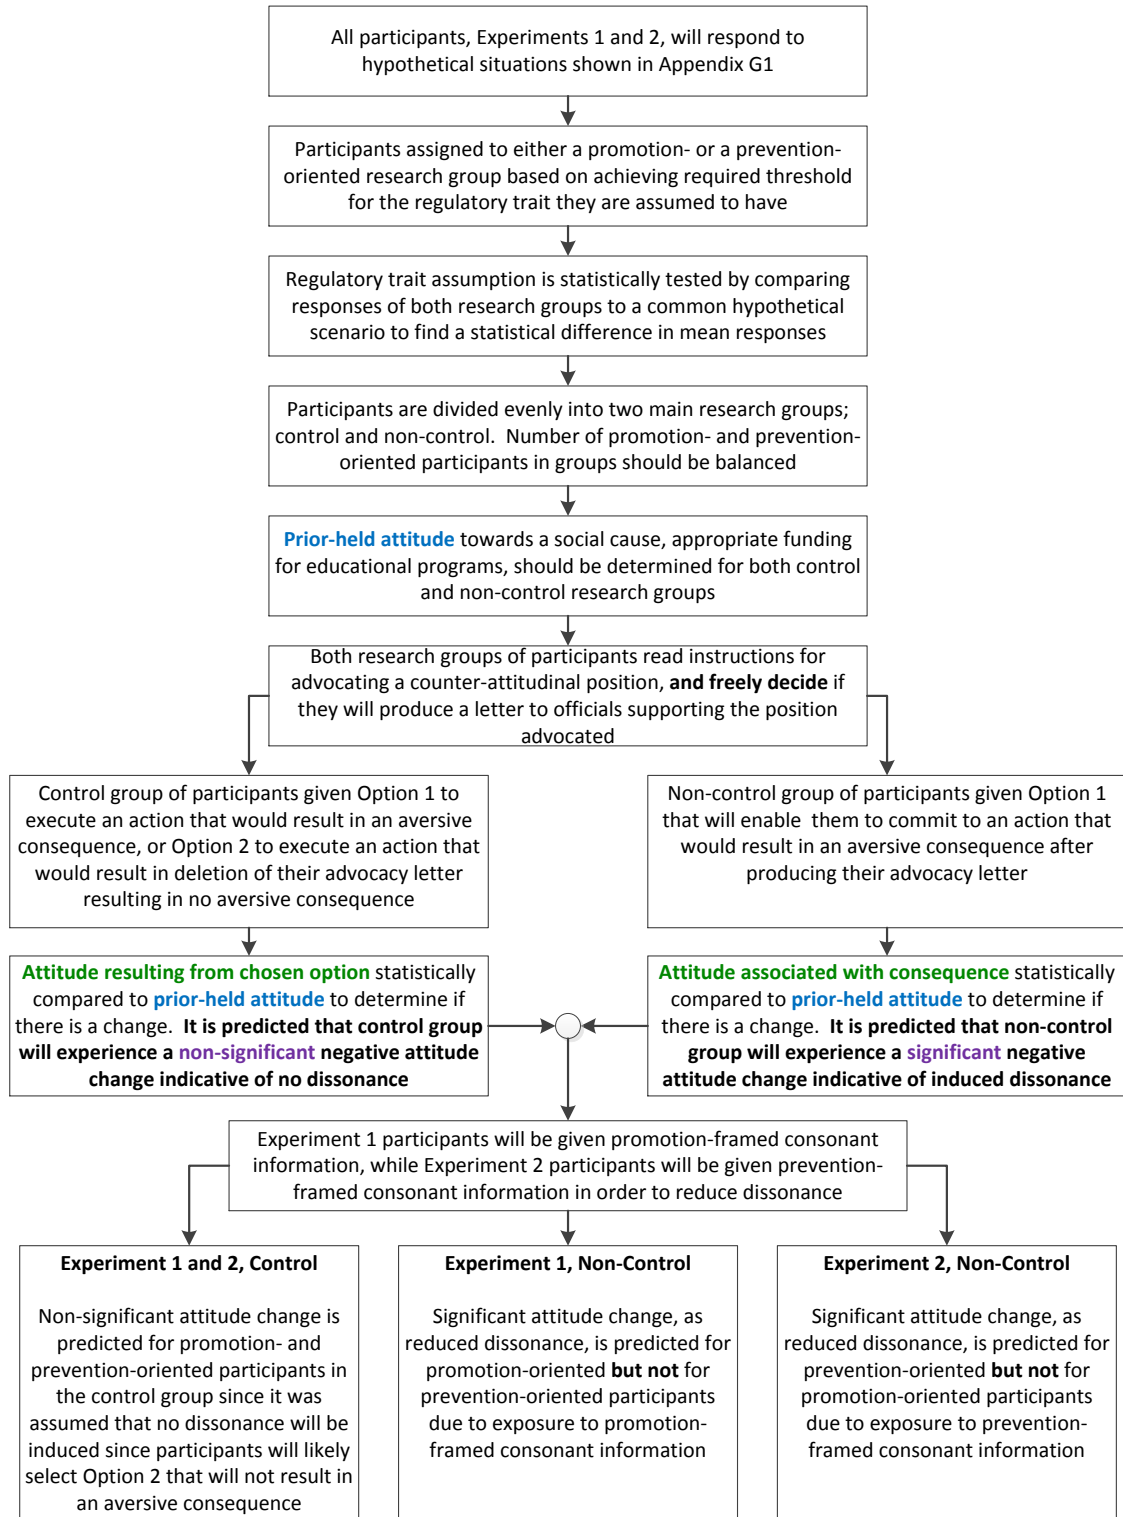 All participants, Experiments 1 and 2, will respond to
hypothetical situations shown in Appendix G1
Participants assigned to either a promotion- or a prevention-
oriented research group based on achieving required threshold
for the regulatory trait they are assumed to have
Regulatory trait assumption is statistically tested by comparing
responses of both research groups to a common hypothetical
scenario to find a statistical difference in mean responses
Participants are divided evenly into two main research groups;
control and non-control.  Number of promotion- and prevention-
oriented participants in groups should be balanced
Prior-held attitude towards a social cause, appropriate funding
for educational programs, should be determined for both control
and non-control research groups
Both research groups of participants read instructions for
advocating a counter-attitudinal position, and freely decide if
they will produce a letter to officials supporting the position
advocated
Control group of participants given Option 1 to
execute an action that would result in an aversive
consequence, or Option 2 to execute an action that
would result in deletion of their advocacy letter
resulting in no aversive consequence
Non-control group of participants given Option 1
that will enable  them to commit to an action that
would result in an aversive consequence after
producing their advocacy letter
Attitude resulting from chosen option statistically
compared to prior-held attitude to determine if
there is a change.  It is predicted that control group
will experience a non-significant negative attitude
change indicative of no dissonance
Attitude associated with consequence statistically
compared to prior-held attitude to determine if
there is a change.  It is predicted that non-control
group will experience a significant negative
attitude change indicative of induced dissonance
Experiment 1 participants will be given promotion-framed consonant
information, while Experiment 2 participants will be given prevention-
framed consonant information in order to reduce dissonance
Experiment 1 and 2, Control
Non-significant attitude change is
predicted for promotion- and
prevention-oriented participants in
the control group since it was
assumed that no dissonance will be
induced since participants will likely
select Option 2 that will not result in
an aversive consequence
Experiment 1, Non-Control
Significant attitude change, as
reduced dissonance, is predicted for
promotion-oriented but not for
prevention-oriented participants
due to exposure to promotion-
framed consonant information
Experiment 2, Non-Control
Significant attitude change, as
reduced dissonance, is predicted for
prevention-oriented but not for
promotion-oriented participants
due to exposure to prevention-
framed consonant information